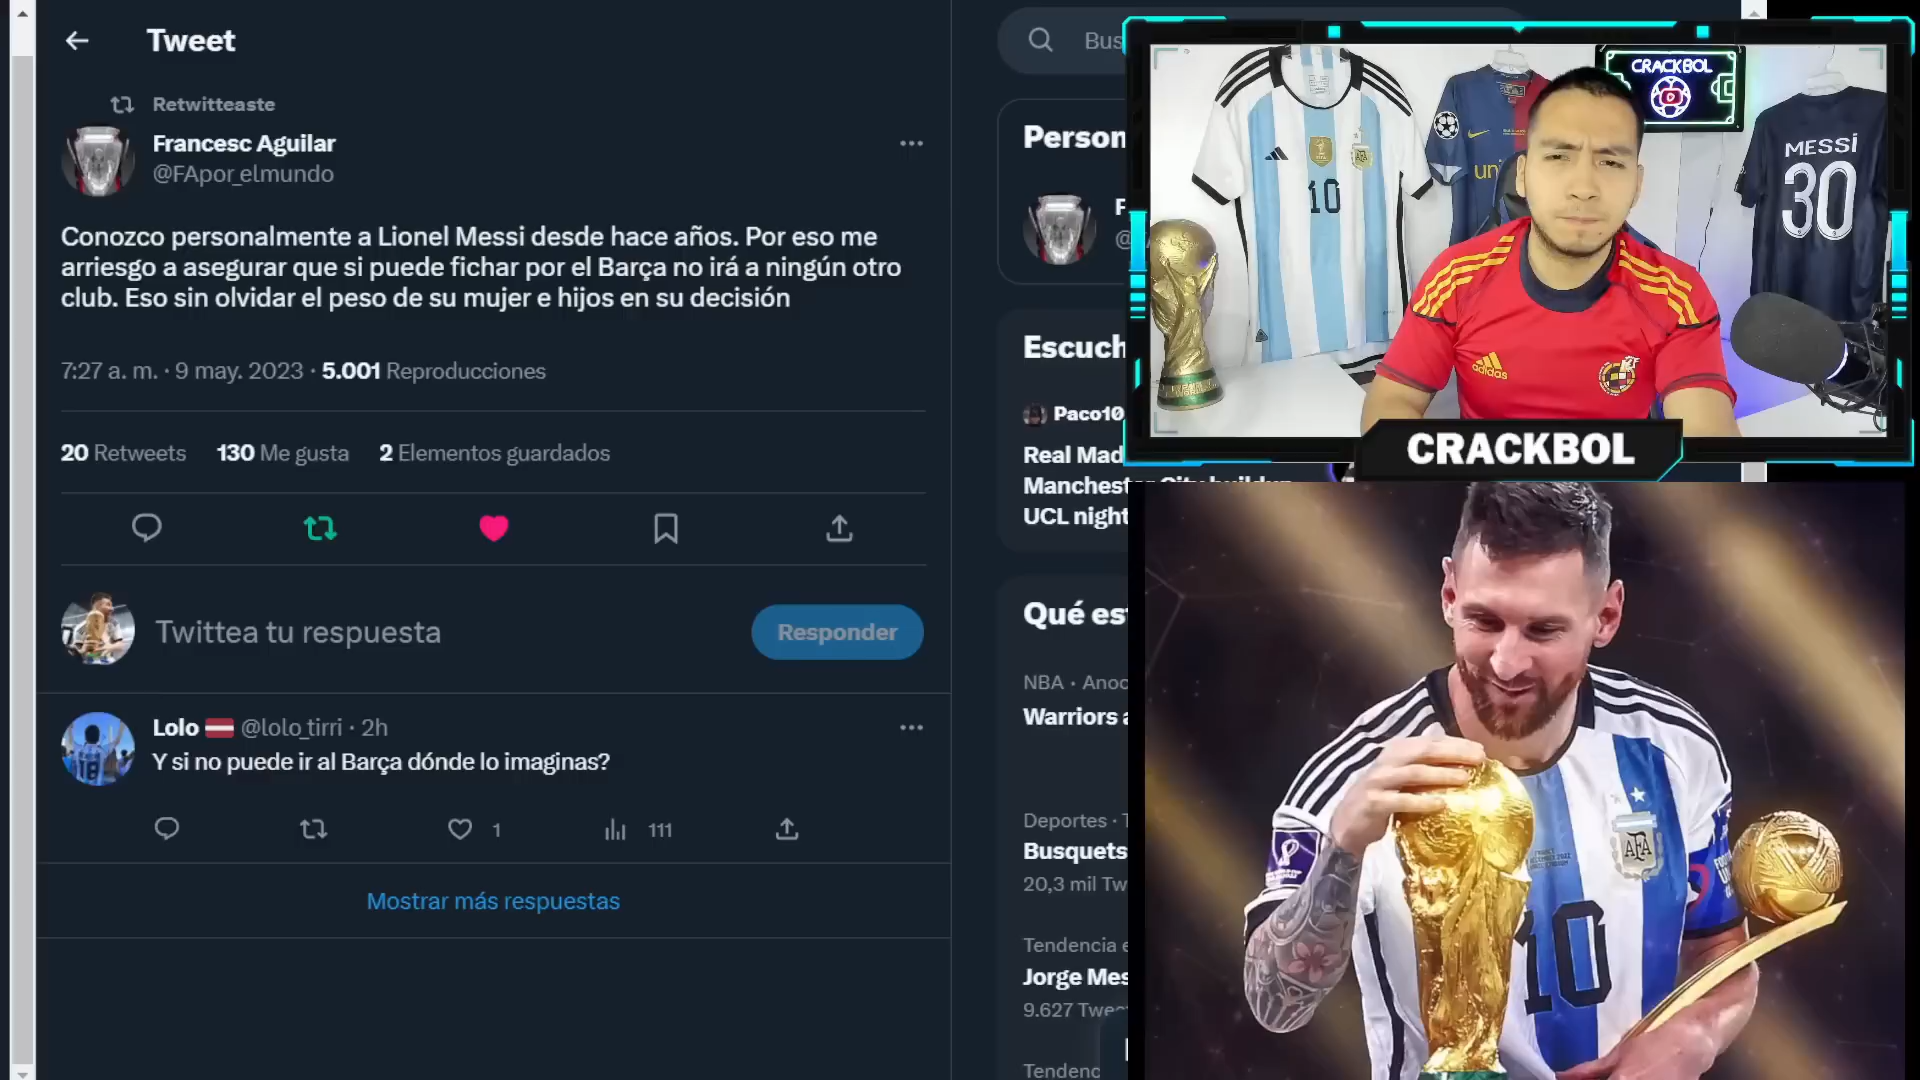 Tweet
Retwitteaste
Francesc Aguilar
@FApor_elmundo
Conozco personalmente a Lionel Messi desde hace años. Por eso me
arriesgo a asegurar que si puede fichar por el Barça no irá a ningún otro
club. Eso sin olvidar el peso de su mujer e hijos en su decisión
7:27 a. m. · 9 may. 2023 · 5.001 Reproducciones
20 Retweets 130 Me gusta 2 Elementos guardados
Twittea tu respuesta
Responder
Lolo @lolo_tirri · 2h
Y si no puede ir al Barça dónde lo imaginas?
1 111
Mostrar más respuestas
Bus
Person
F
@
Escuch
Paco10
Real Mad
Manchest
UCL night
Qué es
NBA · Anoc
Warriors a
Deportes · T
Busquets
20,3 mil Tw
Tendencia e
Jorge Mes
9.627 Twee
Tendenc
CRACKBOL
10
MESSI
30
adidas
CRACKBOL
AFA
10